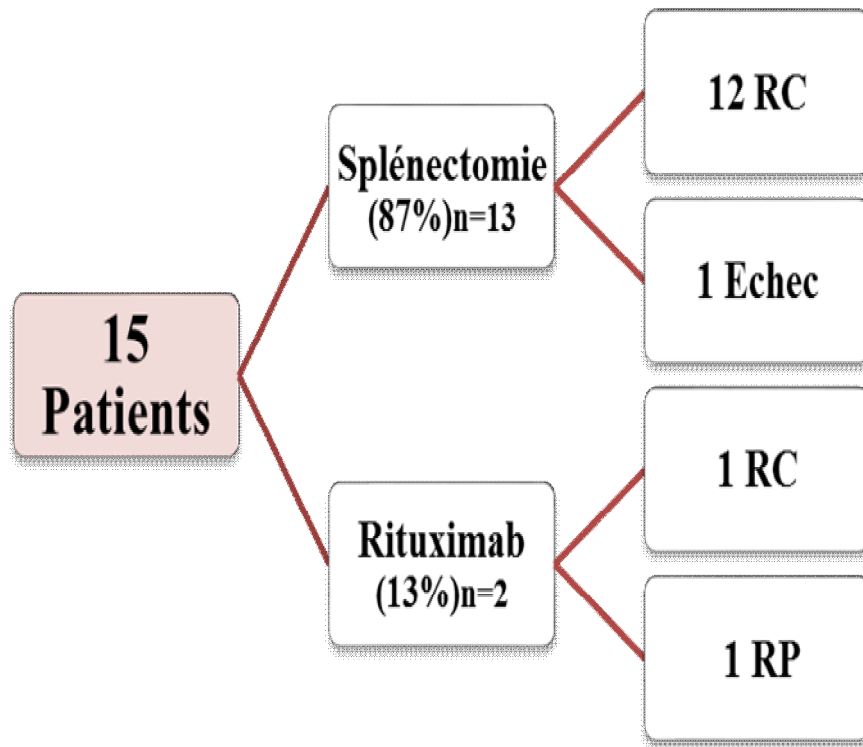 15
Patients
Splénectomie
(87%)n=13
12 RC
1 Echec
Rituximab
(13%)n=2
1 RC
1 RP